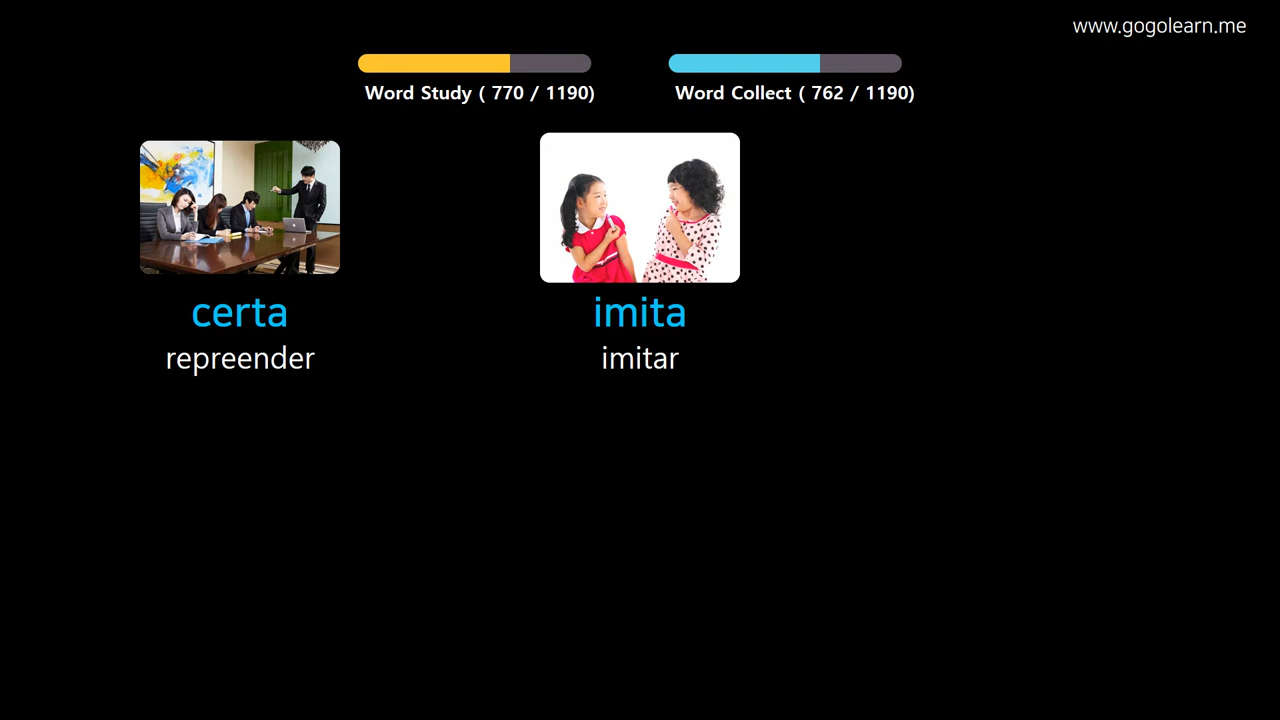 www.gogolearn.me
Word Study ( 770 / 1190)
Word Collect ( 762 / 1190)
certa
repreender
imita
imitar